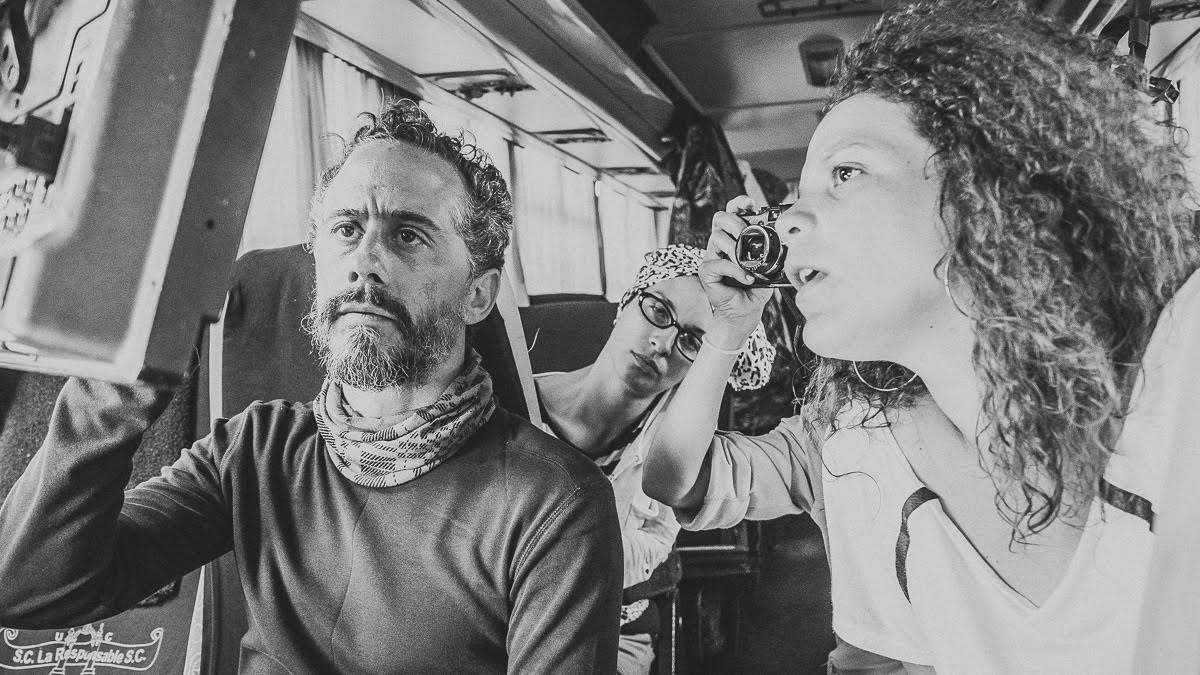 U C
S.C. La Responsable S.C.